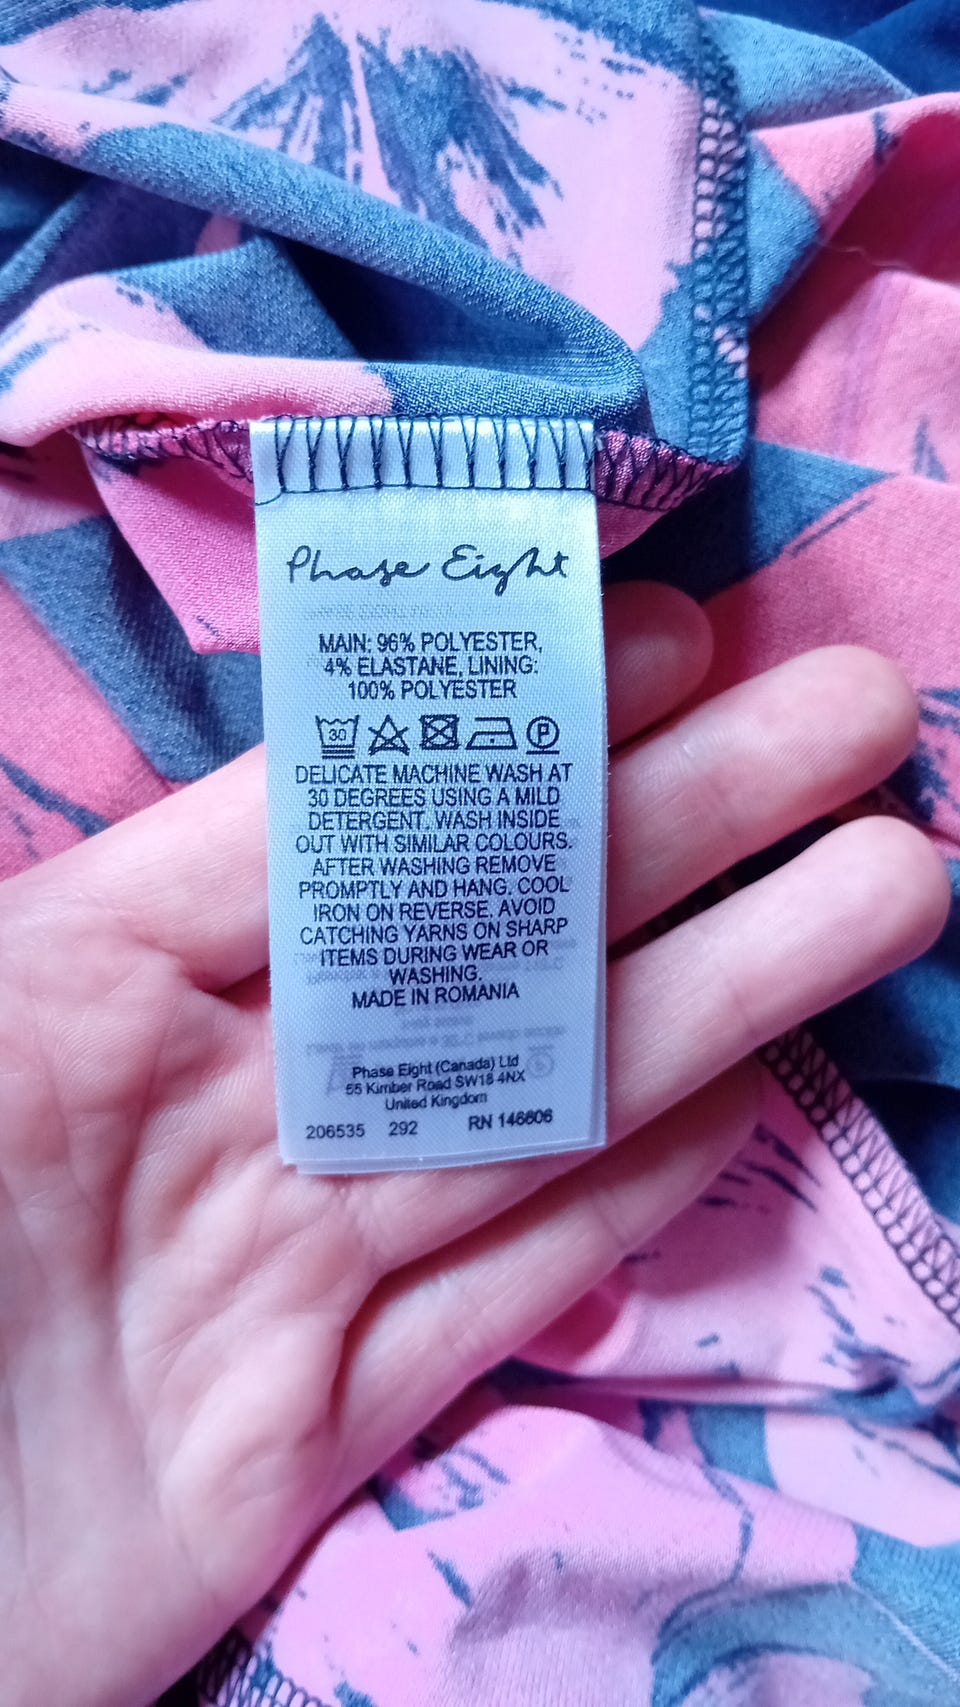 Phase Eight
MAIN: 96% POLYESTER,
4% ELASTANE, LINING:
100% POLYESTER
30
P
DELICATE MACHINE WASH AT
30 DEGREES USING A MILD
DETERGENT. WASH INSIDE
OUT WITH SIMILAR COLOURS.
AFTER WASHING REMOVE
PROMPTLY AND HANG. COOL
IRON ON REVERSE. AVOID
CATCHING YARNS ON SHARP
ITEMS DURING WEAR OR
WASHING.
MADE IN ROMANIA
Phase Eight (Canada) Ltd
55 Kimber Road SW18 4NX
United Kingdom
206535 292 RN 146606